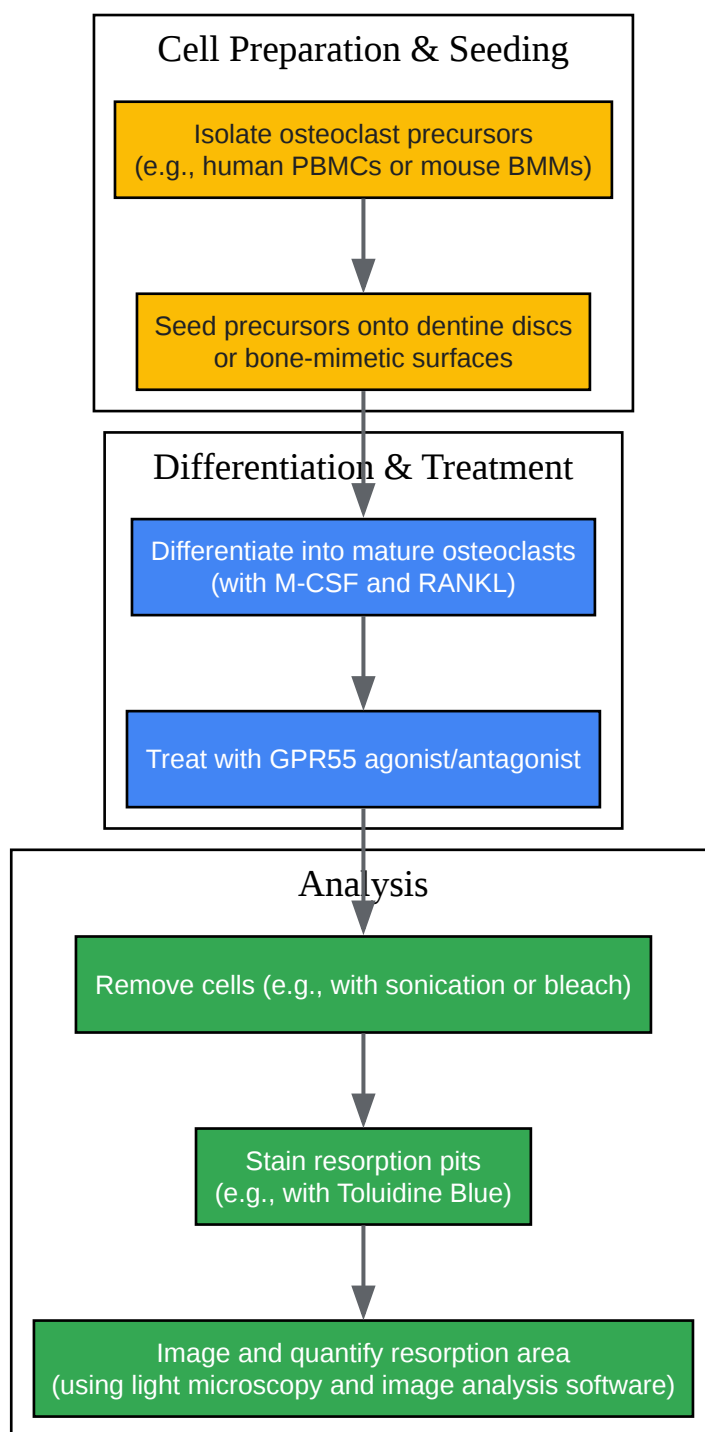 Cell Preparation & Seeding
Isolate osteoclast precursors
(e.g., human PBMCs or mouse BMMs)
Seed precursors onto dentine discs
or bone-mimetic surfaces
Differentiation & Treatment
Differentiate into mature osteoclasts
(with M-CSF and RANKL)
Treat with GPR55 agonist/antagonist
Analysis
Remove cells (e.g., with sonication or bleach)
Stain resorption pits
(e.g., with Toluidine Blue)
Image and quantify resorption area
(using light microscopy and image analysis software)